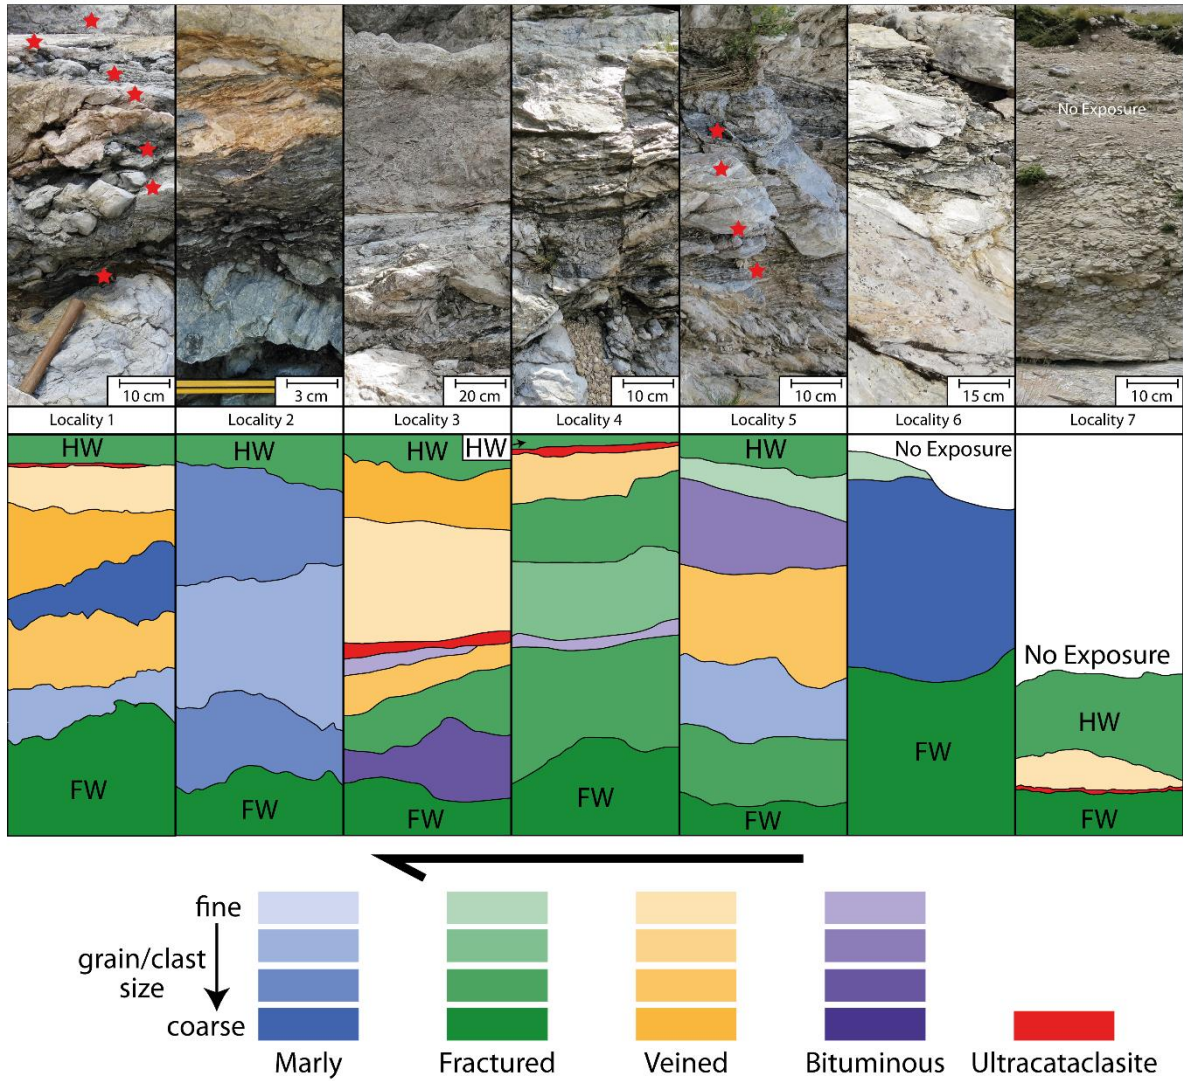 No Exposure
10 cm
3 cm
20 cm
10 cm
10 cm
15 cm
10 cm
Locality 1
Locality 2
Locality 3
Locality 4
Locality 5
Locality 6
Locality 7
HW
HW
HW
HW
HW
No Exposure
No Exposure
HW
FW
FW
FW
FW
FW
FW
FW
fine
grain/clast
size
coarse
Marly
Fractured
Veined
Bituminous
Ultracataclasite